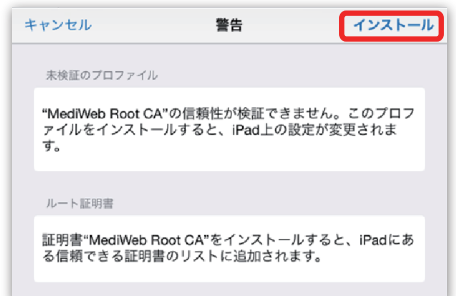 キャンセル 警告 インストール
未検証のプロファイル
“MediWeb Root CA”の信頼性が検証できません。このプロフ
ァイルをインストールすると、iPad上の設定が変更されま
す。
ルート証明書
証明書“MediWeb Root CA”をインストールすると、iPadにあ
る信頼できる証明書のリストに追加されます。